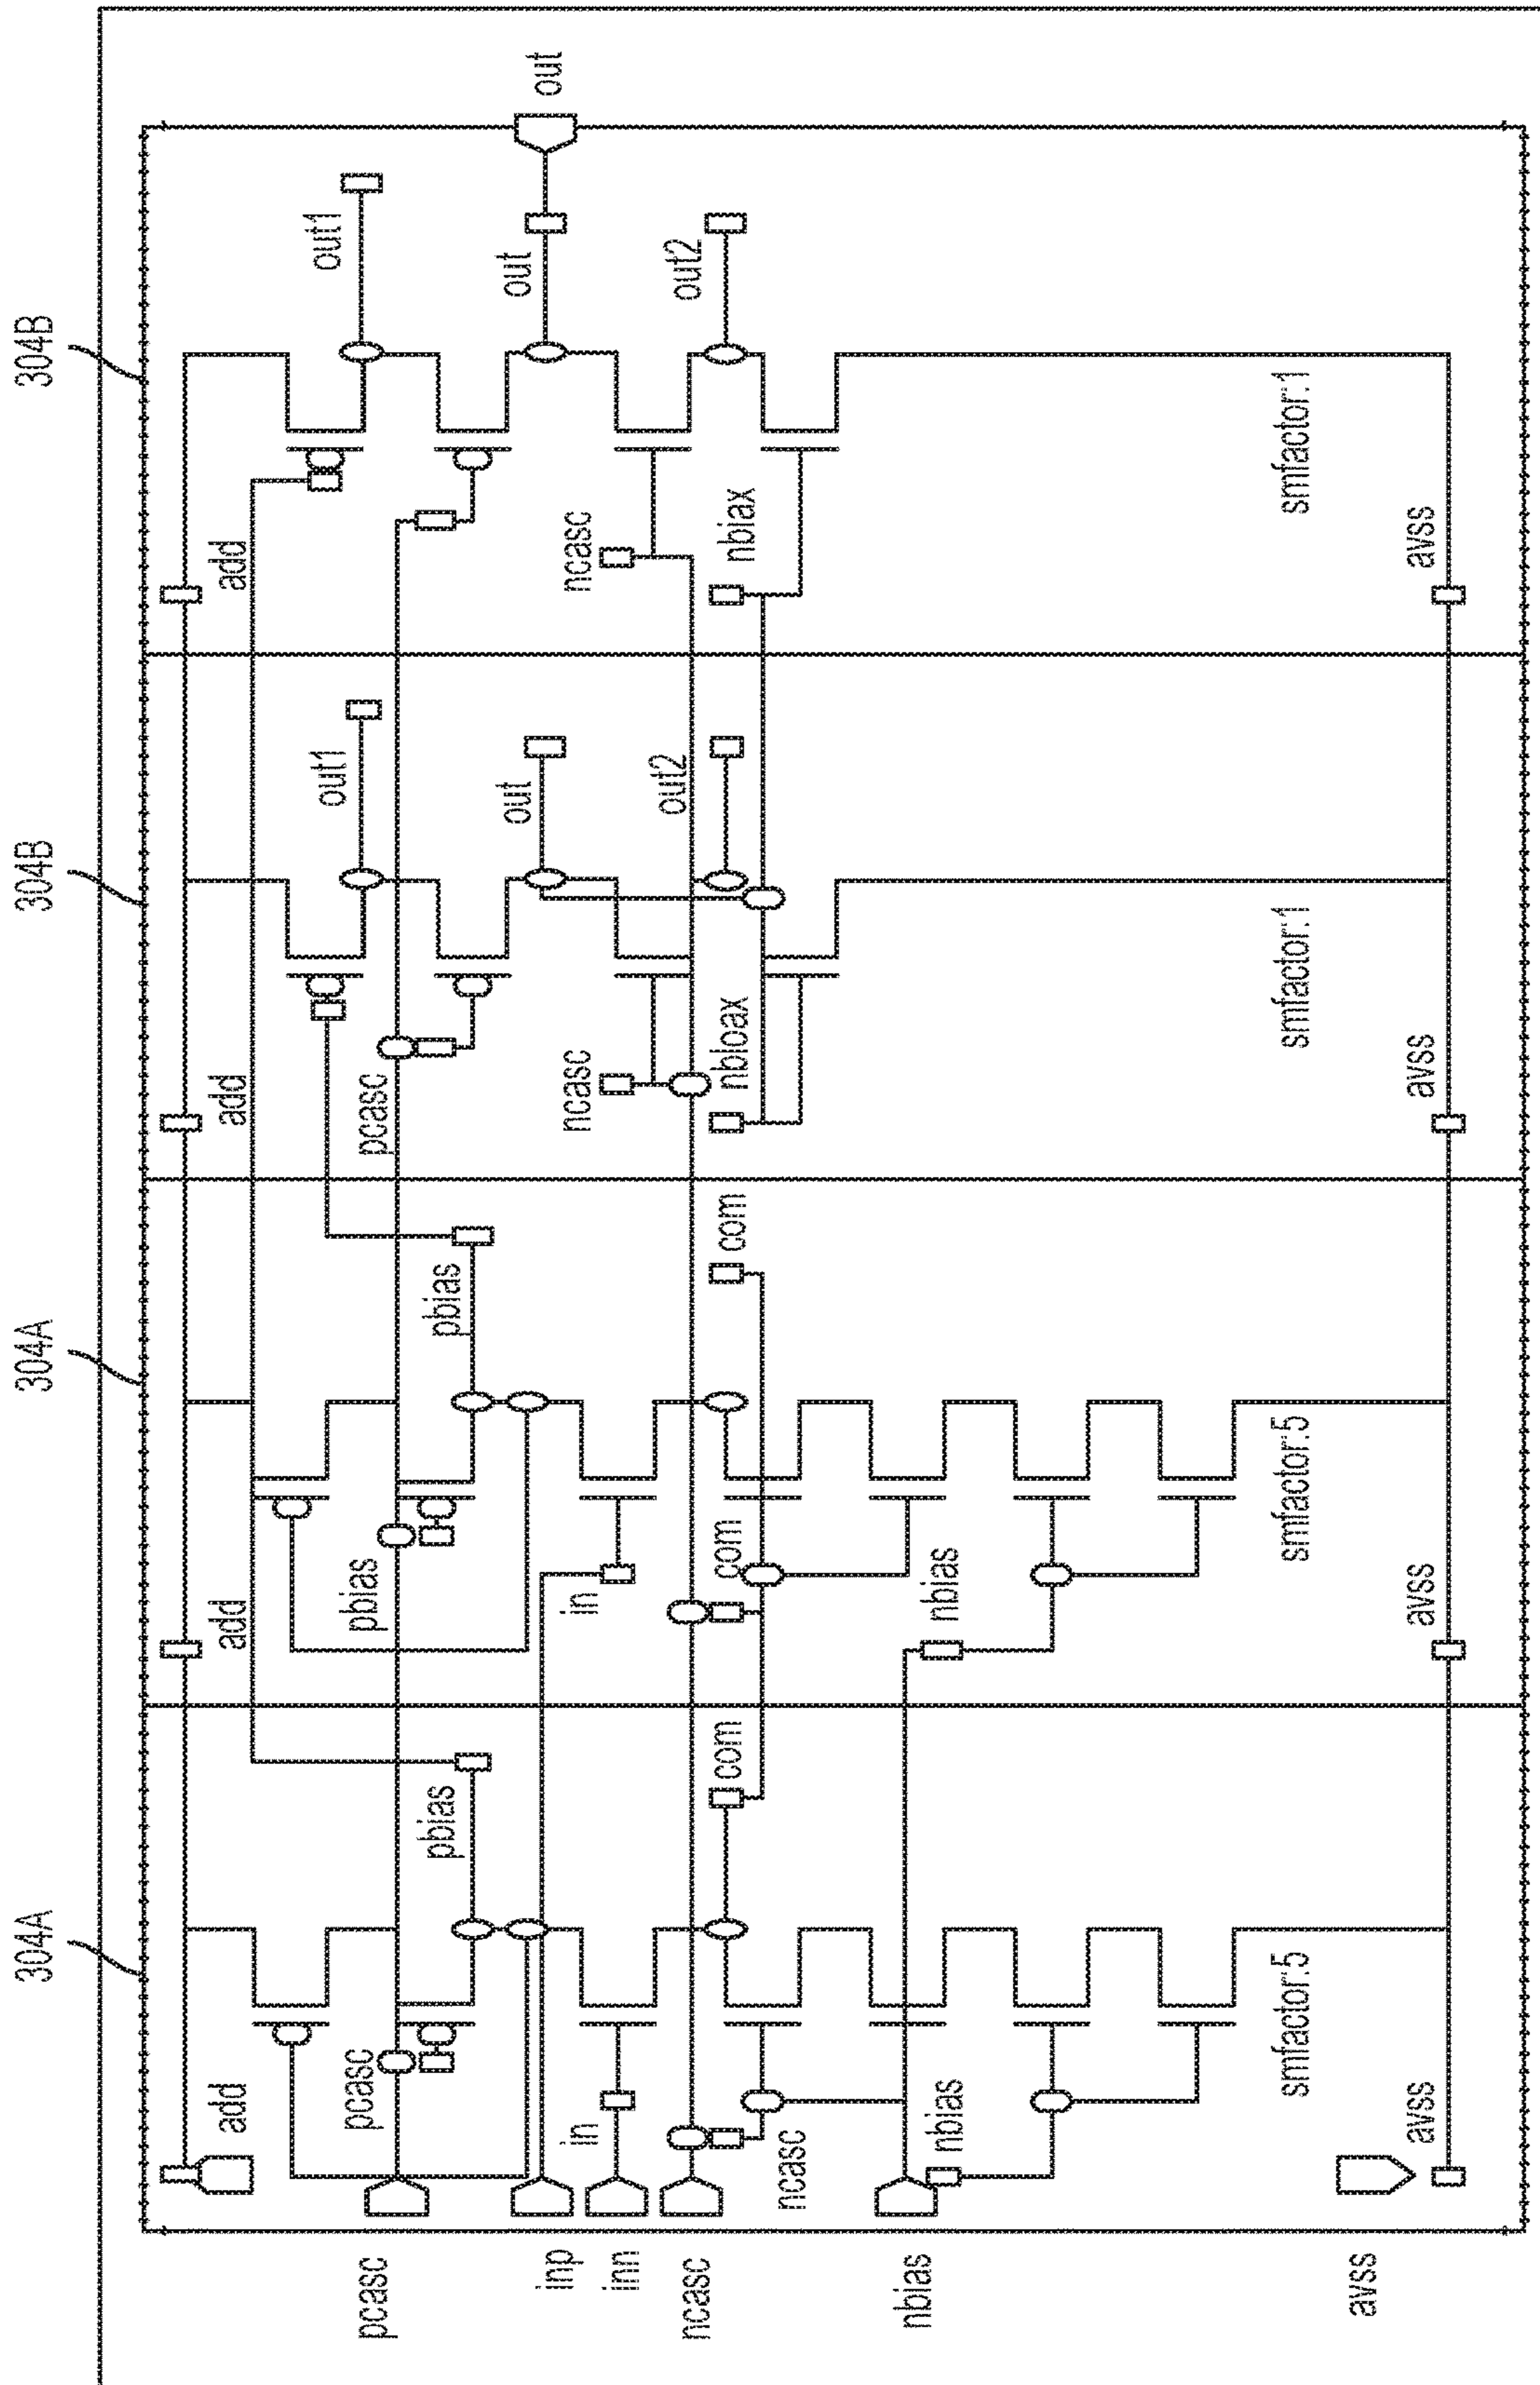 304A
304A
304B
304B
add
add
add
add
out1
out1
pcasc
pcasc
pbias
pbias
pbias
pcasc
out
out
out
inp
in
inn
in
ncasc
ncasc
out2
out2
ncasc
com
com
com
nbloax
nbiax
ncasc
nbias
nbias
nbias
smfactor:5
smfactor:5
smfactor:1
smfactor:1
avss
avss
avss
avss
avss